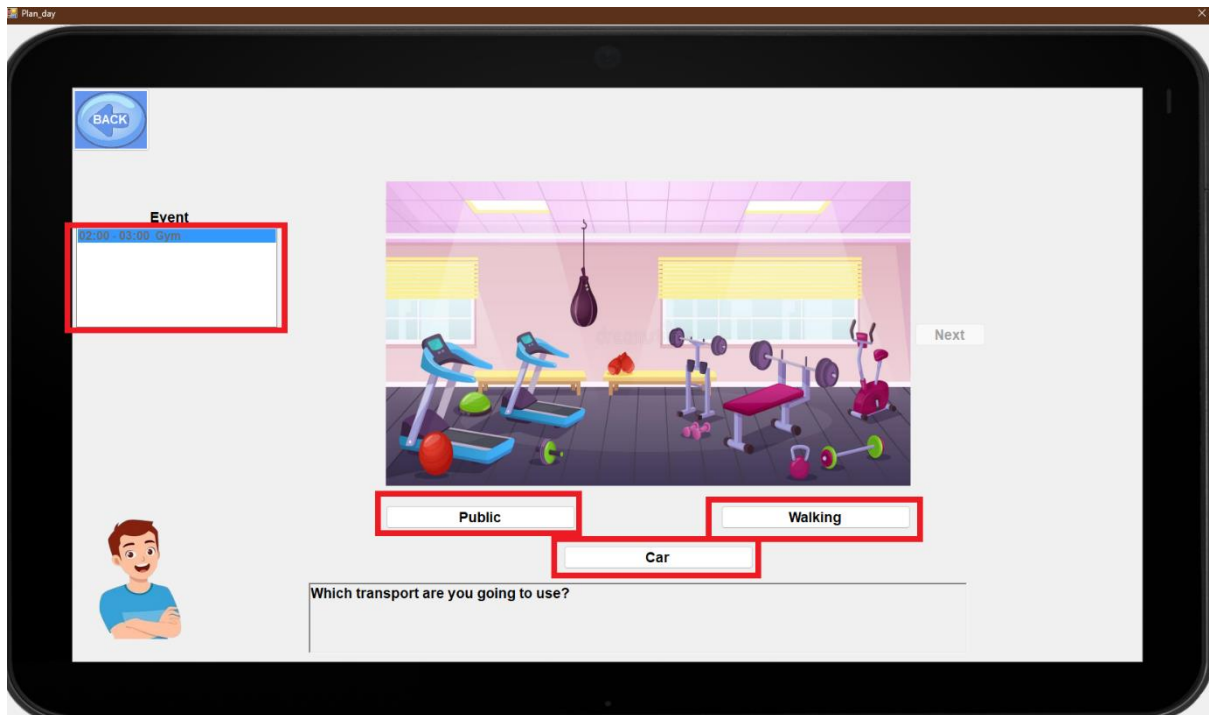 Plan_day
BACK
Event
02:00 - 03:00 Gym
Next
Public
Walking
Car
Which transport are you going to use?